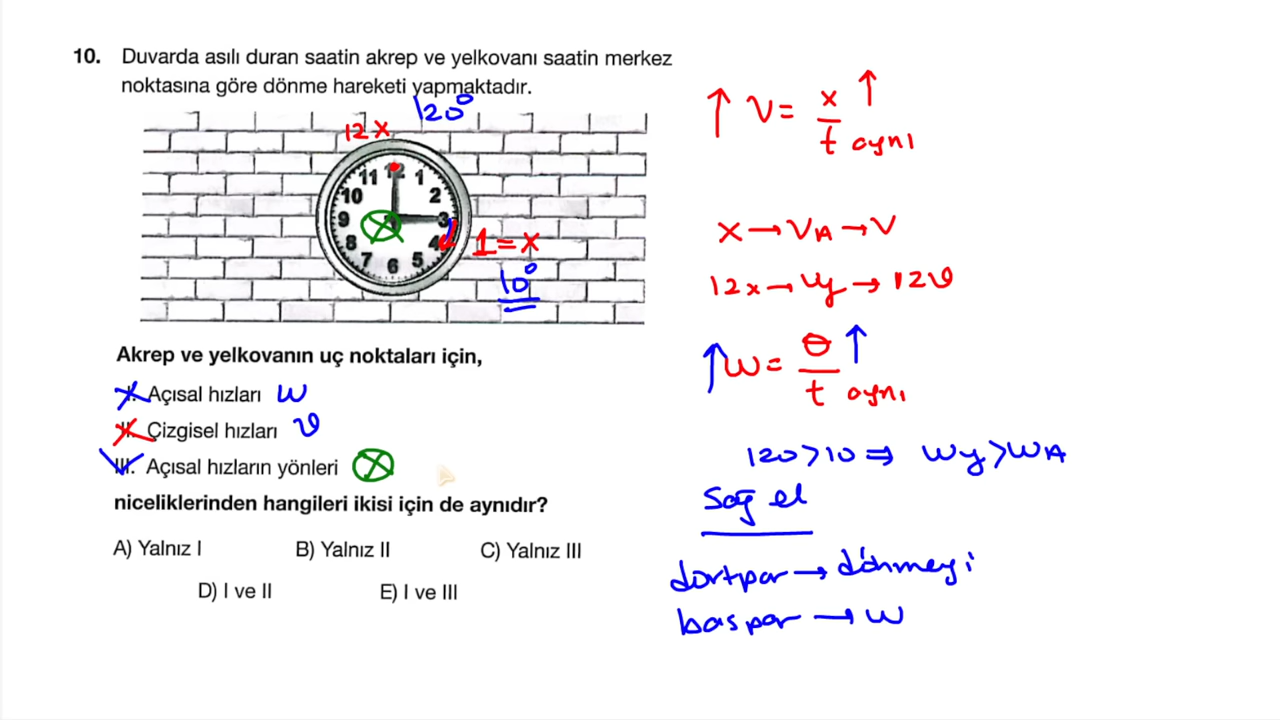 10. Duvarda asılı duran saatin akrep ve yelkovanı saatin merkez
noktasına göre dönme hareketi yapmaktadır.
120°
12x
12
11 1
10 2
9 3
8 4
7 6 5
1=x
10°
Akrep ve yelkovanın uç noktaları için,
I. Açısal hızları w
II. Çizgisel hızları v
III. Açısal hızların yönleri
niceliklerinden hangileri ikisi için de aynıdır?
A) Yalnız I B) Yalnız II C) Yalnız III
D) I ve II E) I ve III
↑ V = x ↑ / t aynı
x → VA → V
12x → Vy → 12V
↑ w = θ ↑ / t aynı
120 > 10 ⇒ wy > wA
Sağ el
dörtpar → dönmeyi
başpar → w